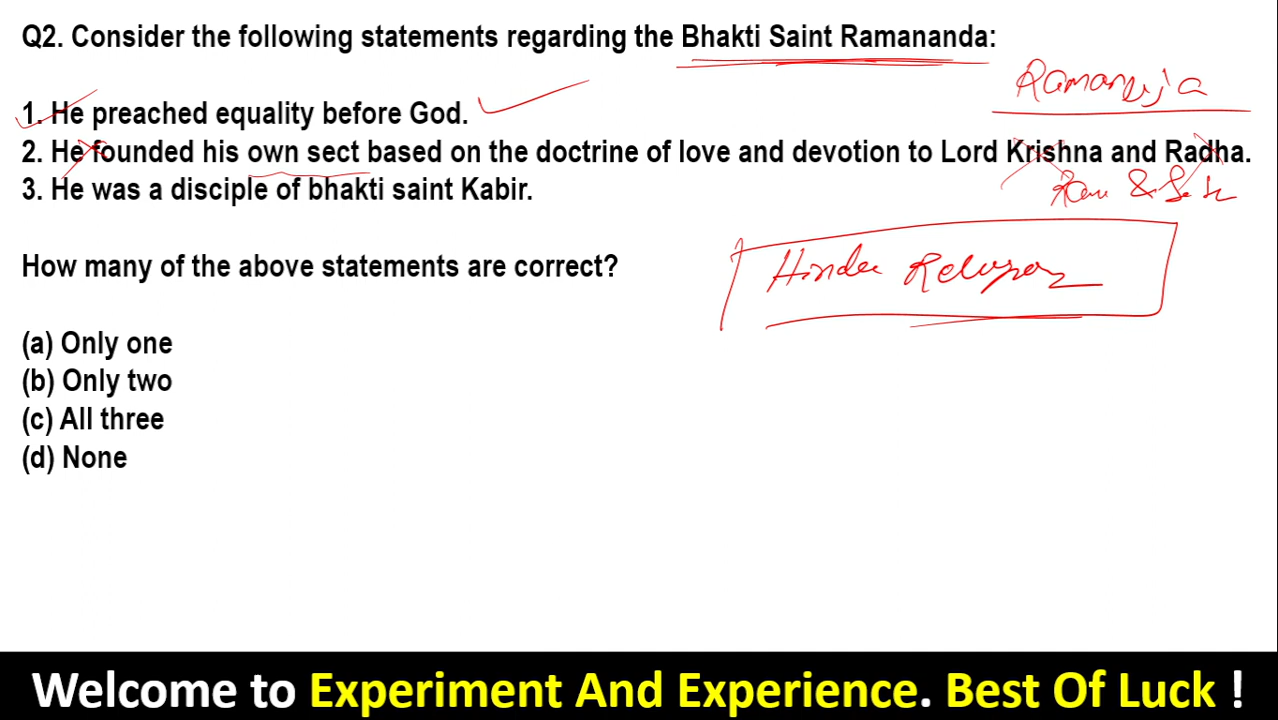 Q2. Consider the following statements regarding the Bhakti Saint Ramananda:
Ramanuja
1. He preached equality before God.
2. He founded his own sect based on the doctrine of love and devotion to Lord Krishna and Radha.
3. He was a disciple of bhakti saint Kabir.
Ram &
How many of the above statements are correct?
Hindu
(a) Only one
(b) Only two
(c) All three
(d) None
Welcome to Experiment And Experience. Best Of Luck !